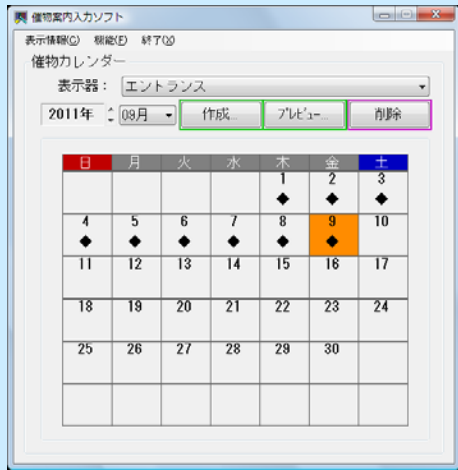 催物案内入力ソフト
表示情報(C) 機能(F) 終了(X)
催物カレンダー
表示器： エントランス
2011年 09月 作成... プレビュー... 削除
日 月 火 水 木 金 土
1 2 3
◆ ◆ ◆
4 5 6 7 8 9 10
◆ ◆ ◆ ◆ ◆ ◆
11 12 13 14 15 16 17
18 19 20 21 22 23 24
25 26 27 28 29 30